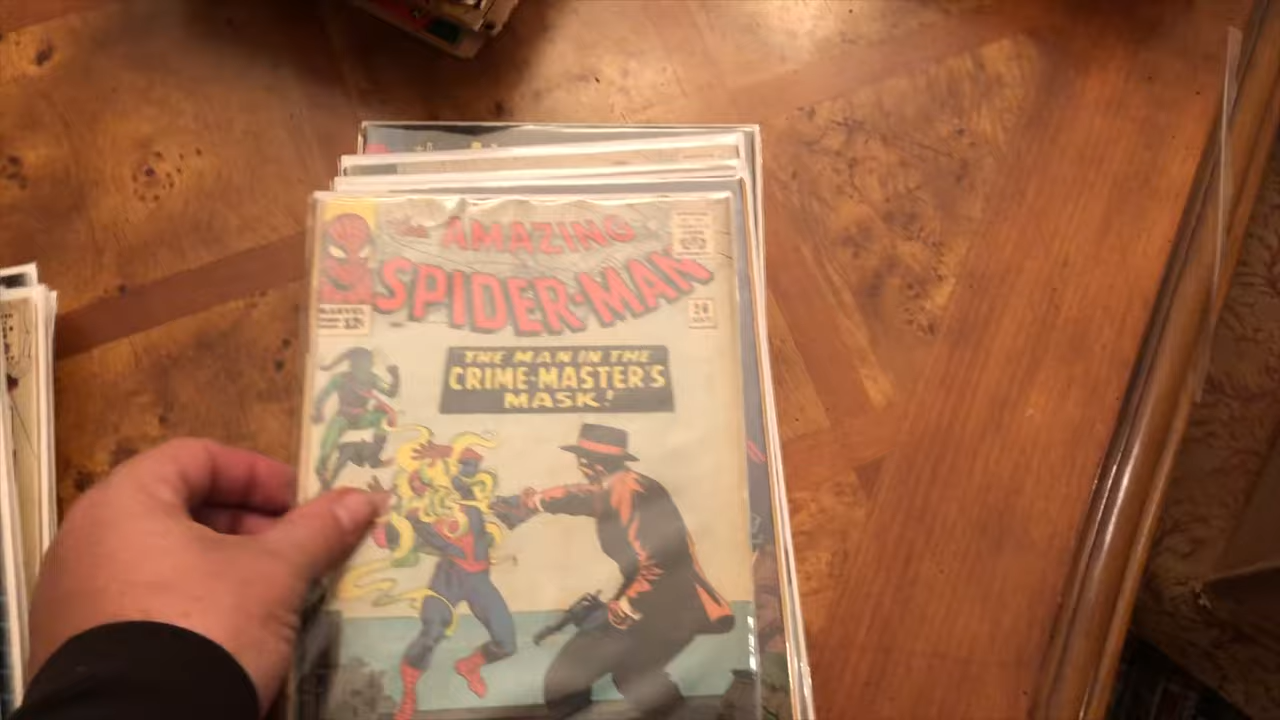 The AMAZING
SPIDER-MAN
MARVEL
12¢
26
THE MAN IN THE
CRIME-MASTER'S
MASK!